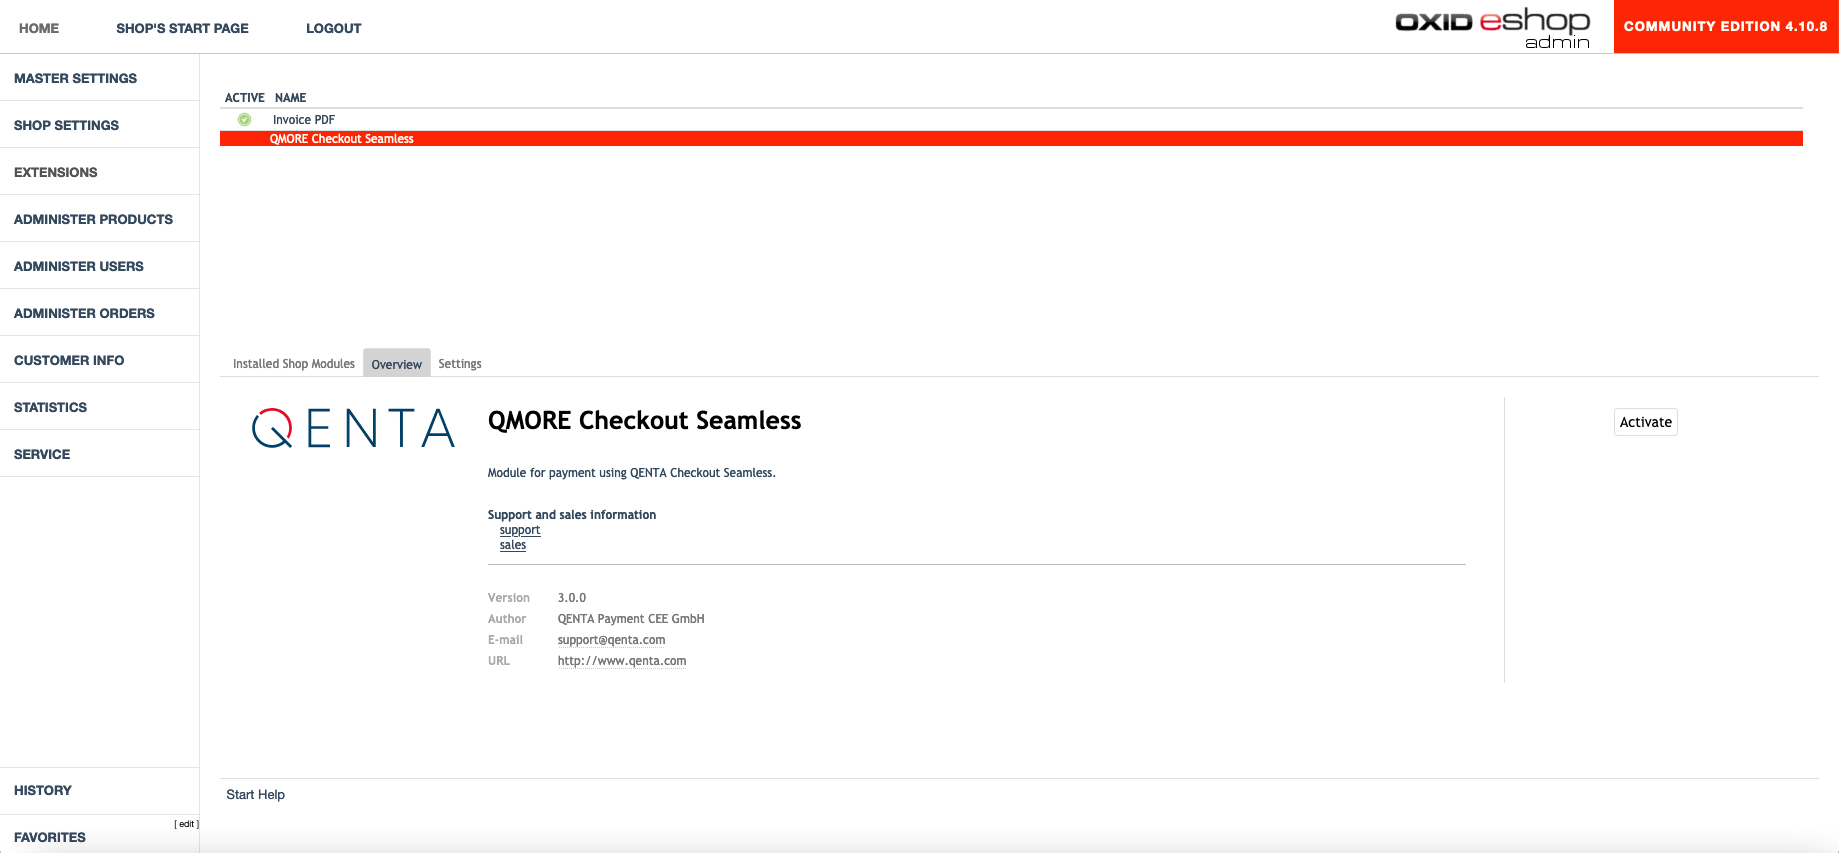 HOME SHOP'S START PAGE LOGOUT
OXID eshop
admin
COMMUNITY EDITION 4.10.8
MASTER SETTINGS
SHOP SETTINGS
EXTENSIONS
ADMINISTER PRODUCTS
ADMINISTER USERS
ADMINISTER ORDERS
CUSTOMER INFO
STATISTICS
SERVICE
HISTORY
[ edit ]
FAVORITES
ACTIVE NAME
Invoice PDF
QMORE Checkout Seamless
Installed Shop Modules Overview Settings
QENTA
QMORE Checkout Seamless
Activate
Module for payment using QENTA Checkout Seamless.
Support and sales information
support
sales
Version 3.0.0
Author QENTA Payment CEE GmbH
E-mail support@qenta.com
URL http://www.qenta.com
Start Help